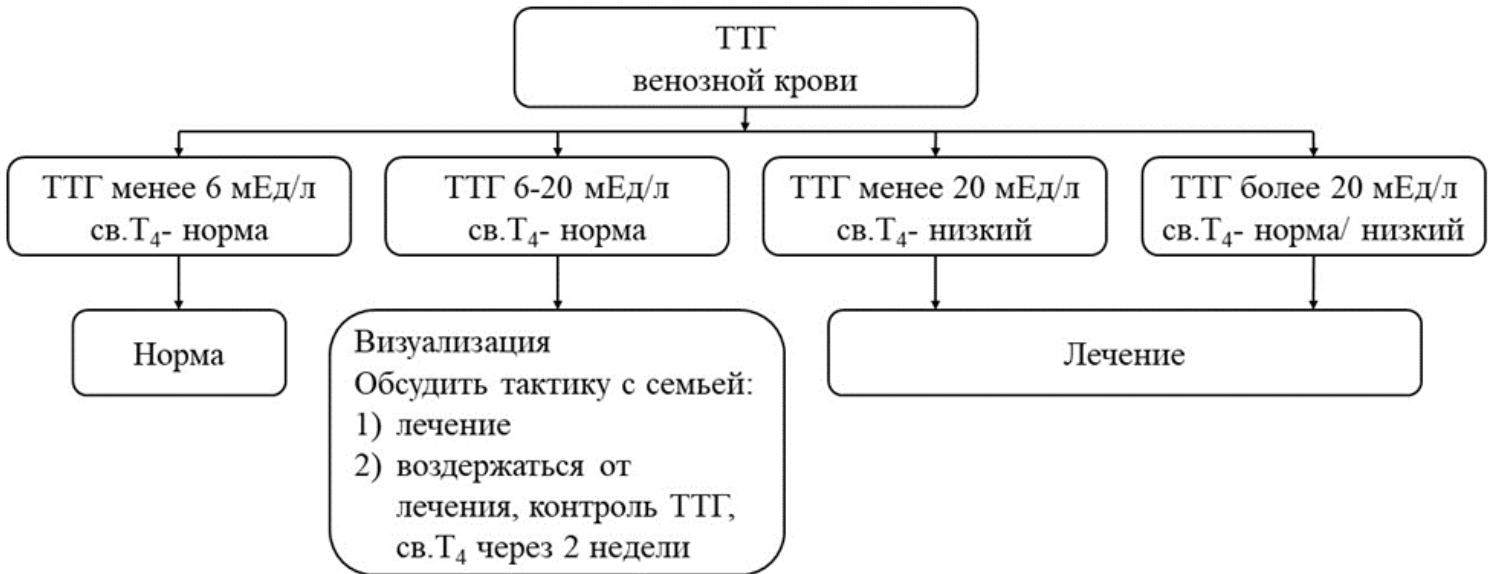 ТТГ
венозной крови
ТТГ менее 6 мЕд/л
св.Т₄- норма
ТТГ 6-20 мЕд/л
св.Т₄- норма
ТТГ менее 20 мЕд/л
св.Т₄- низкий
ТТГ более 20 мЕд/л
св.Т₄- норма/ низкий
Норма
Визуализация
Обсудить тактику с семьей:
1) лечение
2) воздержаться от
лечения, контроль ТТГ,
св.Т₄ через 2 недели
Лечение